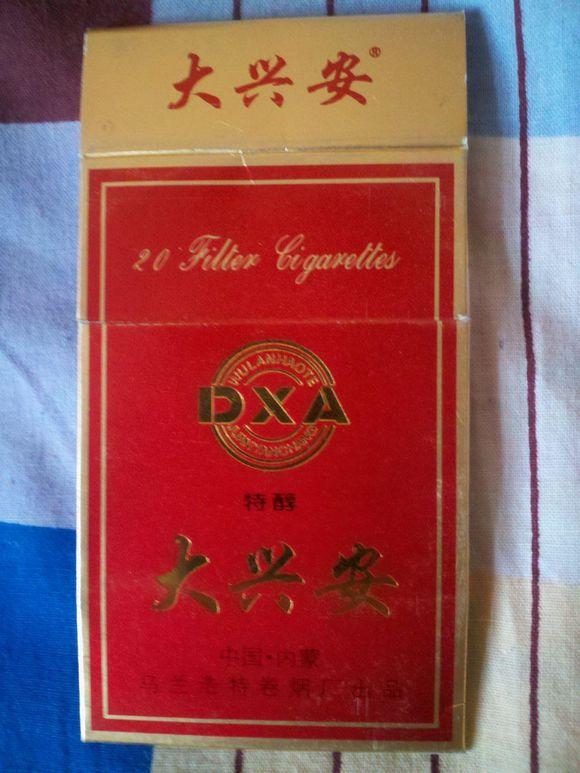 大兴安®
20 Filter Cigarettes
WULANHAOTE
DXA
JUANYANCHANG
特醇
大兴安
中国·内蒙
乌兰浩特卷烟厂出品